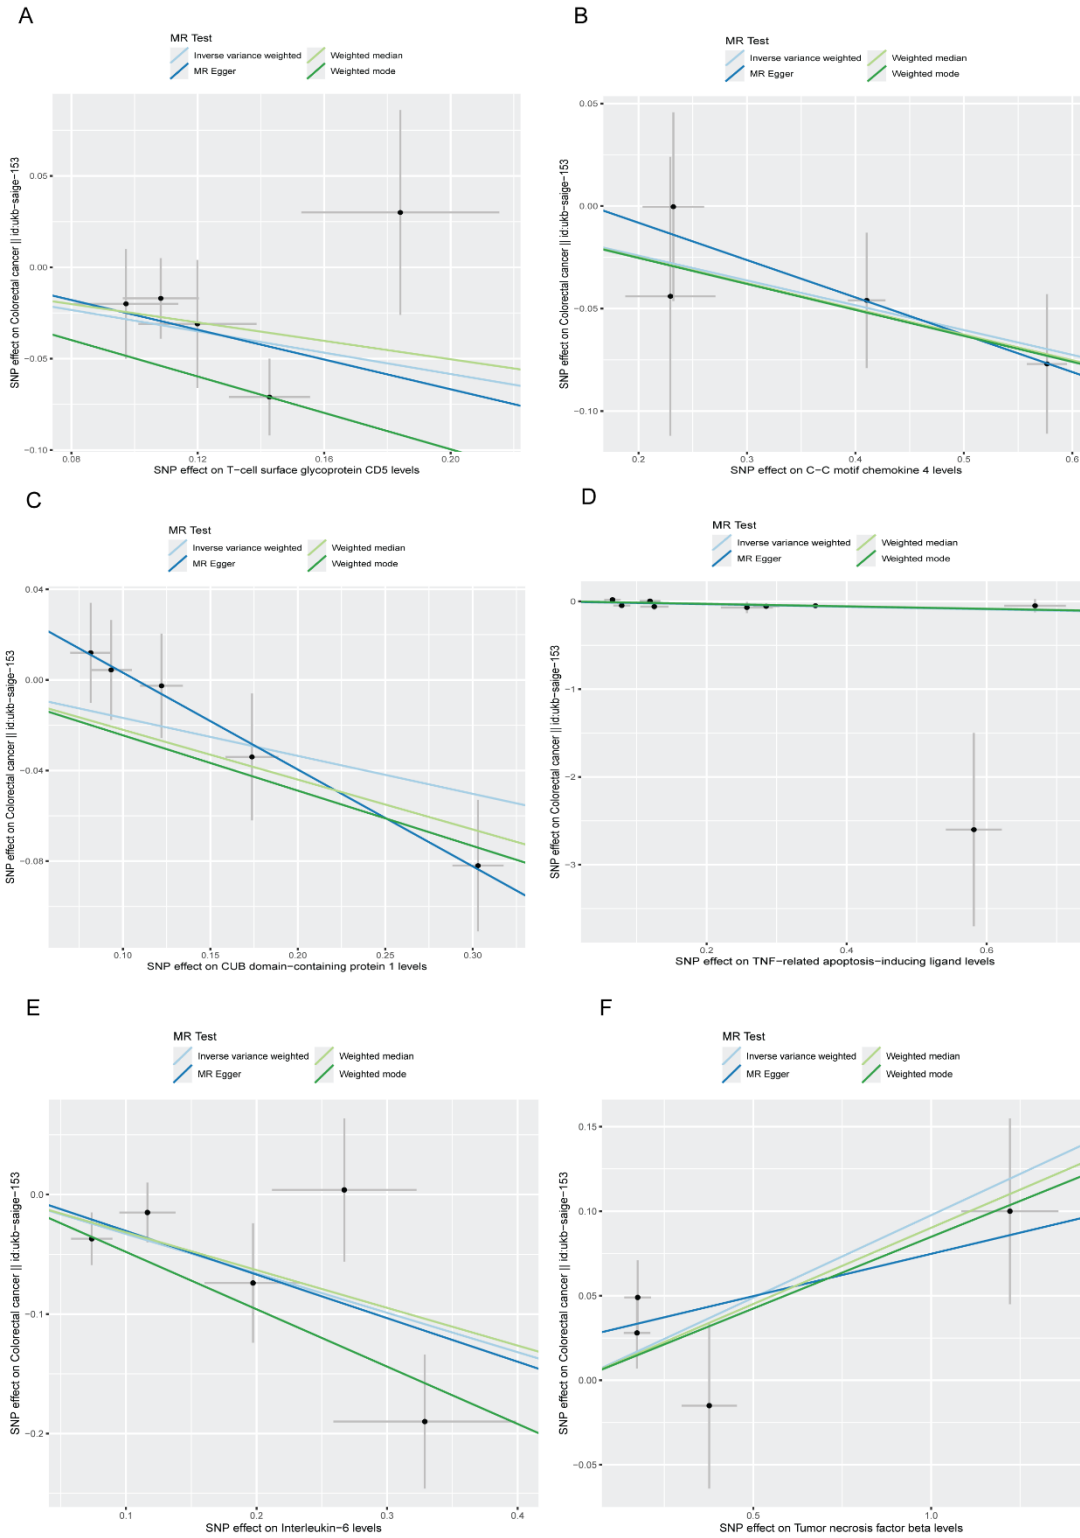 A
MR Test
Inverse variance weighted
Weighted median
MR Egger
Weighted mode
SNP effect on Colorectal cancer || id:ukb-saige-153
0.05
0.00
−0.05
−0.10
0.08
0.12
0.16
0.20
SNP effect on T-cell surface glycoprotein CD5 levels
B
MR Test
Inverse variance weighted
Weighted median
MR Egger
Weighted mode
SNP effect on Colorectal cancer || id:ukb-saige-153
0.05
0.00
−0.05
−0.10
0.2
0.3
0.4
0.5
0.6
SNP effect on C-C motif chemokine 4 levels
C
MR Test
Inverse variance weighted
Weighted median
MR Egger
Weighted mode
SNP effect on Colorectal cancer || id:ukb-saige-153
0.04
0.00
−0.04
−0.08
0.10
0.15
0.20
0.25
0.30
SNP effect on CUB domain-containing protein 1 levels
D
MR Test
Inverse variance weighted
Weighted median
MR Egger
Weighted mode
SNP effect on Colorectal cancer || id:ukb-saige-153
0
−1
−2
−3
0.2
0.4
0.6
SNP effect on TNF-related apoptosis-inducing ligand levels
E
MR Test
Inverse variance weighted
Weighted median
MR Egger
Weighted mode
SNP effect on Colorectal cancer || id:ukb-saige-153
0.0
−0.1
−0.2
0.1
0.2
0.3
0.4
SNP effect on Interleukin-6 levels
F
MR Test
Inverse variance weighted
Weighted median
MR Egger
Weighted mode
SNP effect on Colorectal cancer || id:ukb-saige-153
0.15
0.10
0.05
0.00
−0.05
0.5
1.0
SNP effect on Tumor necrosis factor beta levels